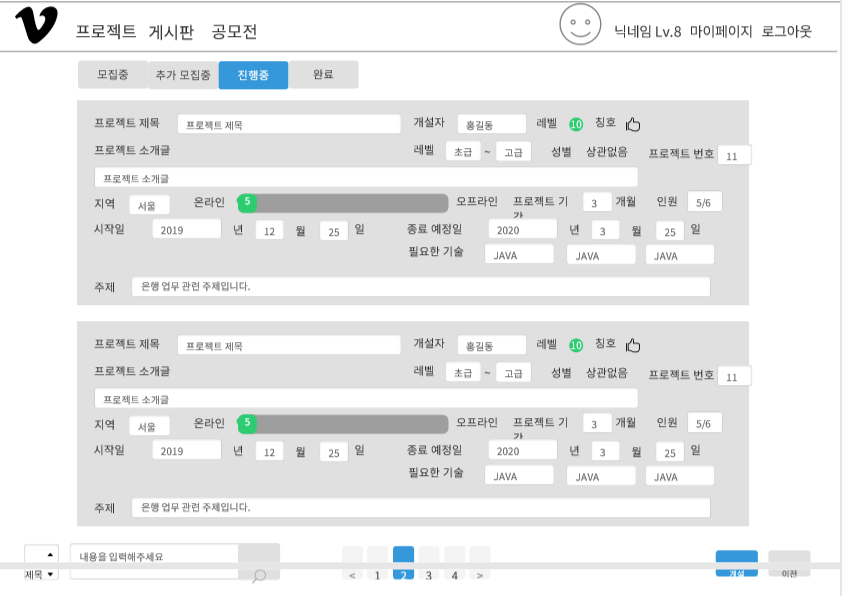 프로젝트 게시판 공모전 닉네임 Lv.8 마이페이지 로그아웃
모집중 추가 모집중 진행중 완료
프로젝트 제목 프로젝트 제목 개설자 홍길동 레벨 10 칭호
프로젝트 소개글 레벨 초급 ~ 고급 성별 상관없음 프로젝트 번호 11
프로젝트 소개글
지역 서울 온라인 5 오프라인 프로젝트 기간 3 개월 인원 5/6
시작일 2019 년 12 월 25 일 종료 예정일 2020 년 3 월 25 일
필요한 기술 JAVA JAVA JAVA
주제 은행 업무 관련 주제입니다.
프로젝트 제목 프로젝트 제목 개설자 홍길동 레벨 10 칭호
프로젝트 소개글 레벨 초급 ~ 고급 성별 상관없음 프로젝트 번호 11
프로젝트 소개글
지역 서울 온라인 5 오프라인 프로젝트 기간 3 개월 인원 5/6
시작일 2019 년 12 월 25 일 종료 예정일 2020 년 3 월 25 일
필요한 기술 JAVA JAVA JAVA
주제 은행 업무 관련 주제입니다.
내용을 입력해주세요
제목 < 1 2 3 4 > 개설 이전